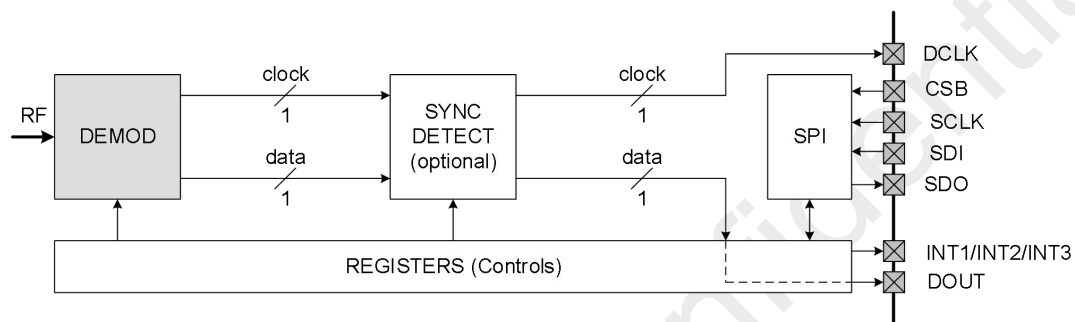 RF
DEMOD
clock
1
data
1
SYNC
DETECT
(optional)
clock
1
data
1
SPI
DCLK
CSB
SCLK
SDI
SDO
REGISTERS (Controls)
INT1/INT2/INT3
DOUT